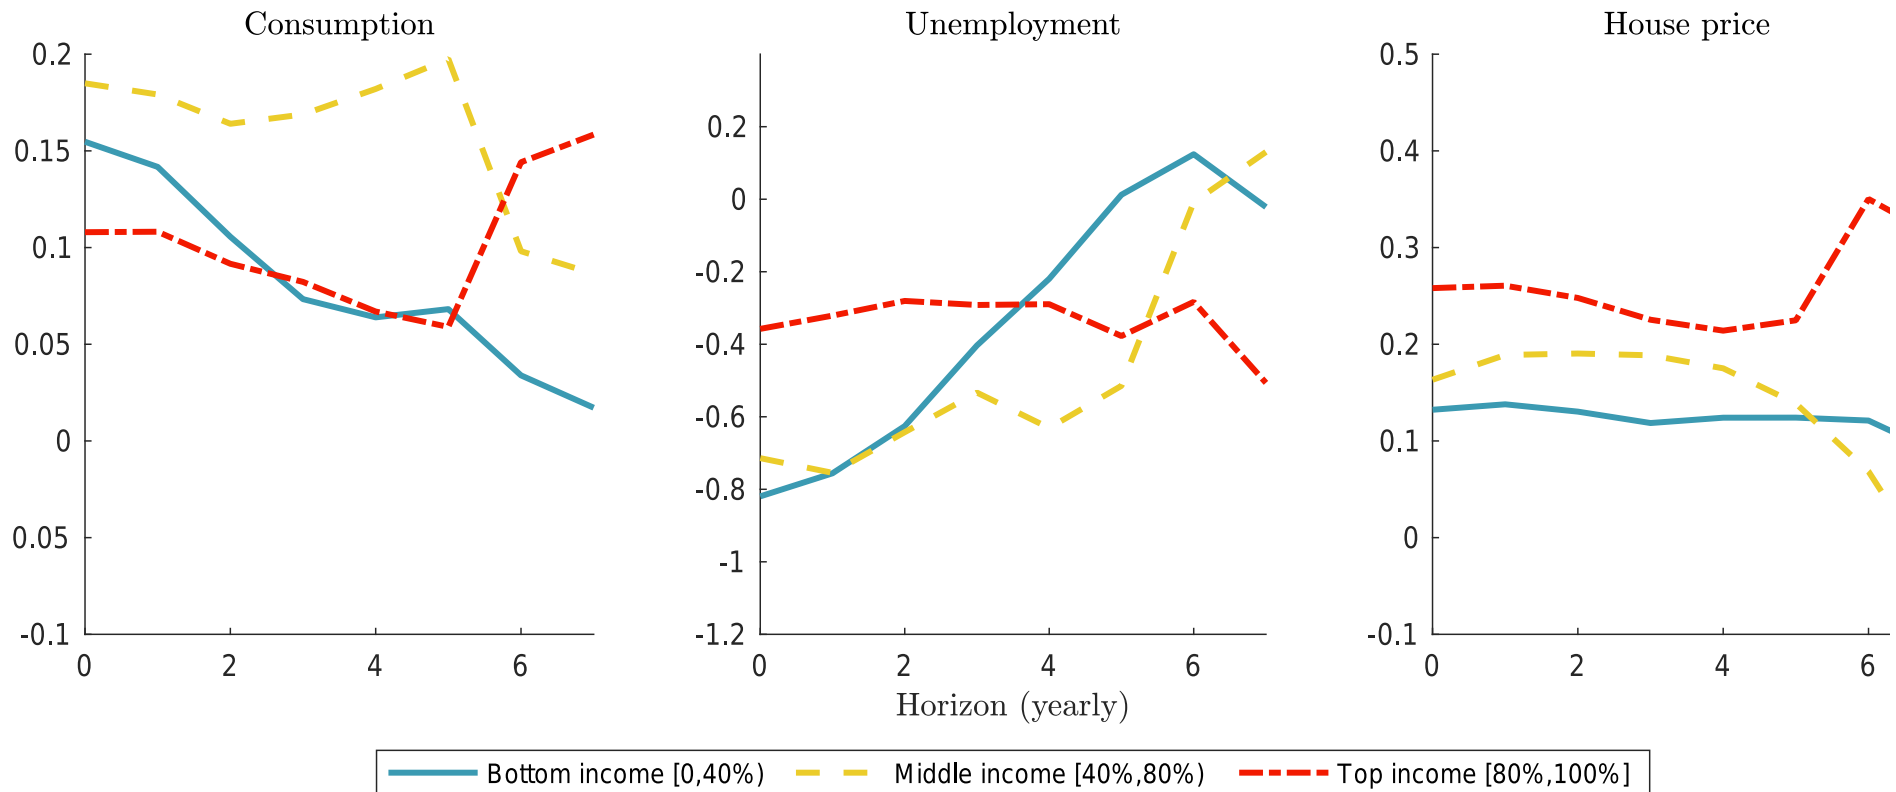 Consumption
0.2
0.15
0.1
0.05
0
0.05
-0.1
0 2 4 6
Unemployment
0.2
0
-0.2
-0.4
-0.6
-0.8
-1
-1.2
0 2 4 6
Horizon (yearly)
House price
0.5
0.4
0.3
0.2
0.1
0
-0.1
0 2 4 6
Bottom income [0,40%) Middle income [40%,80%) Top income [80%,100%]